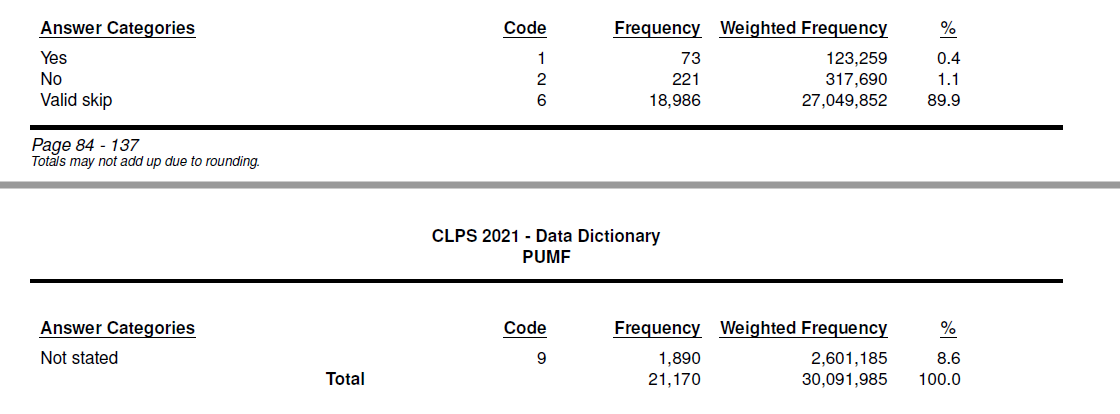 Answer Categories Code Frequency Weighted Frequency %
Yes 1 73 123,259 0.4
No 2 221 317,690 1.1
Valid skip 6 18,986 27,049,852 89.9
Page 84 - 137
Totals may not add up due to rounding.
CLPS 2021 - Data Dictionary
PUMF
Answer Categories Code Frequency Weighted Frequency %
Not stated 9 1,890 2,601,185 8.6
Total 21,170 30,091,985 100.0